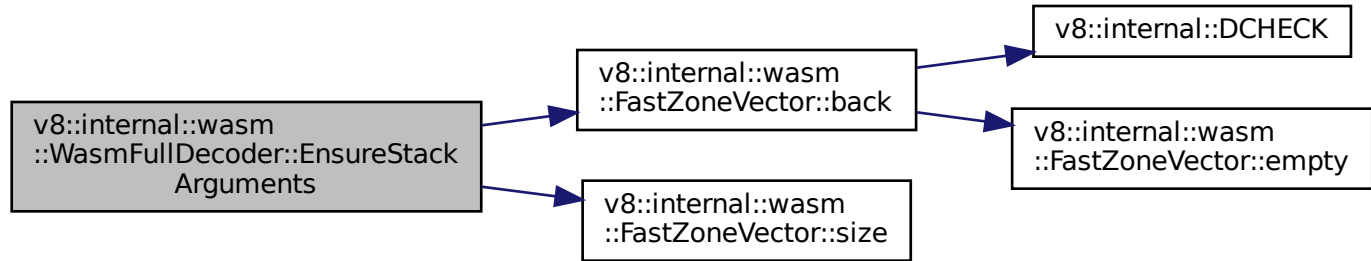 v8::internal::wasm
::WasmFullDecoder::EnsureStack
Arguments
v8::internal::wasm
::FastZoneVector::back
v8::internal::DCHECK
v8::internal::wasm
::FastZoneVector::empty
v8::internal::wasm
::FastZoneVector::size